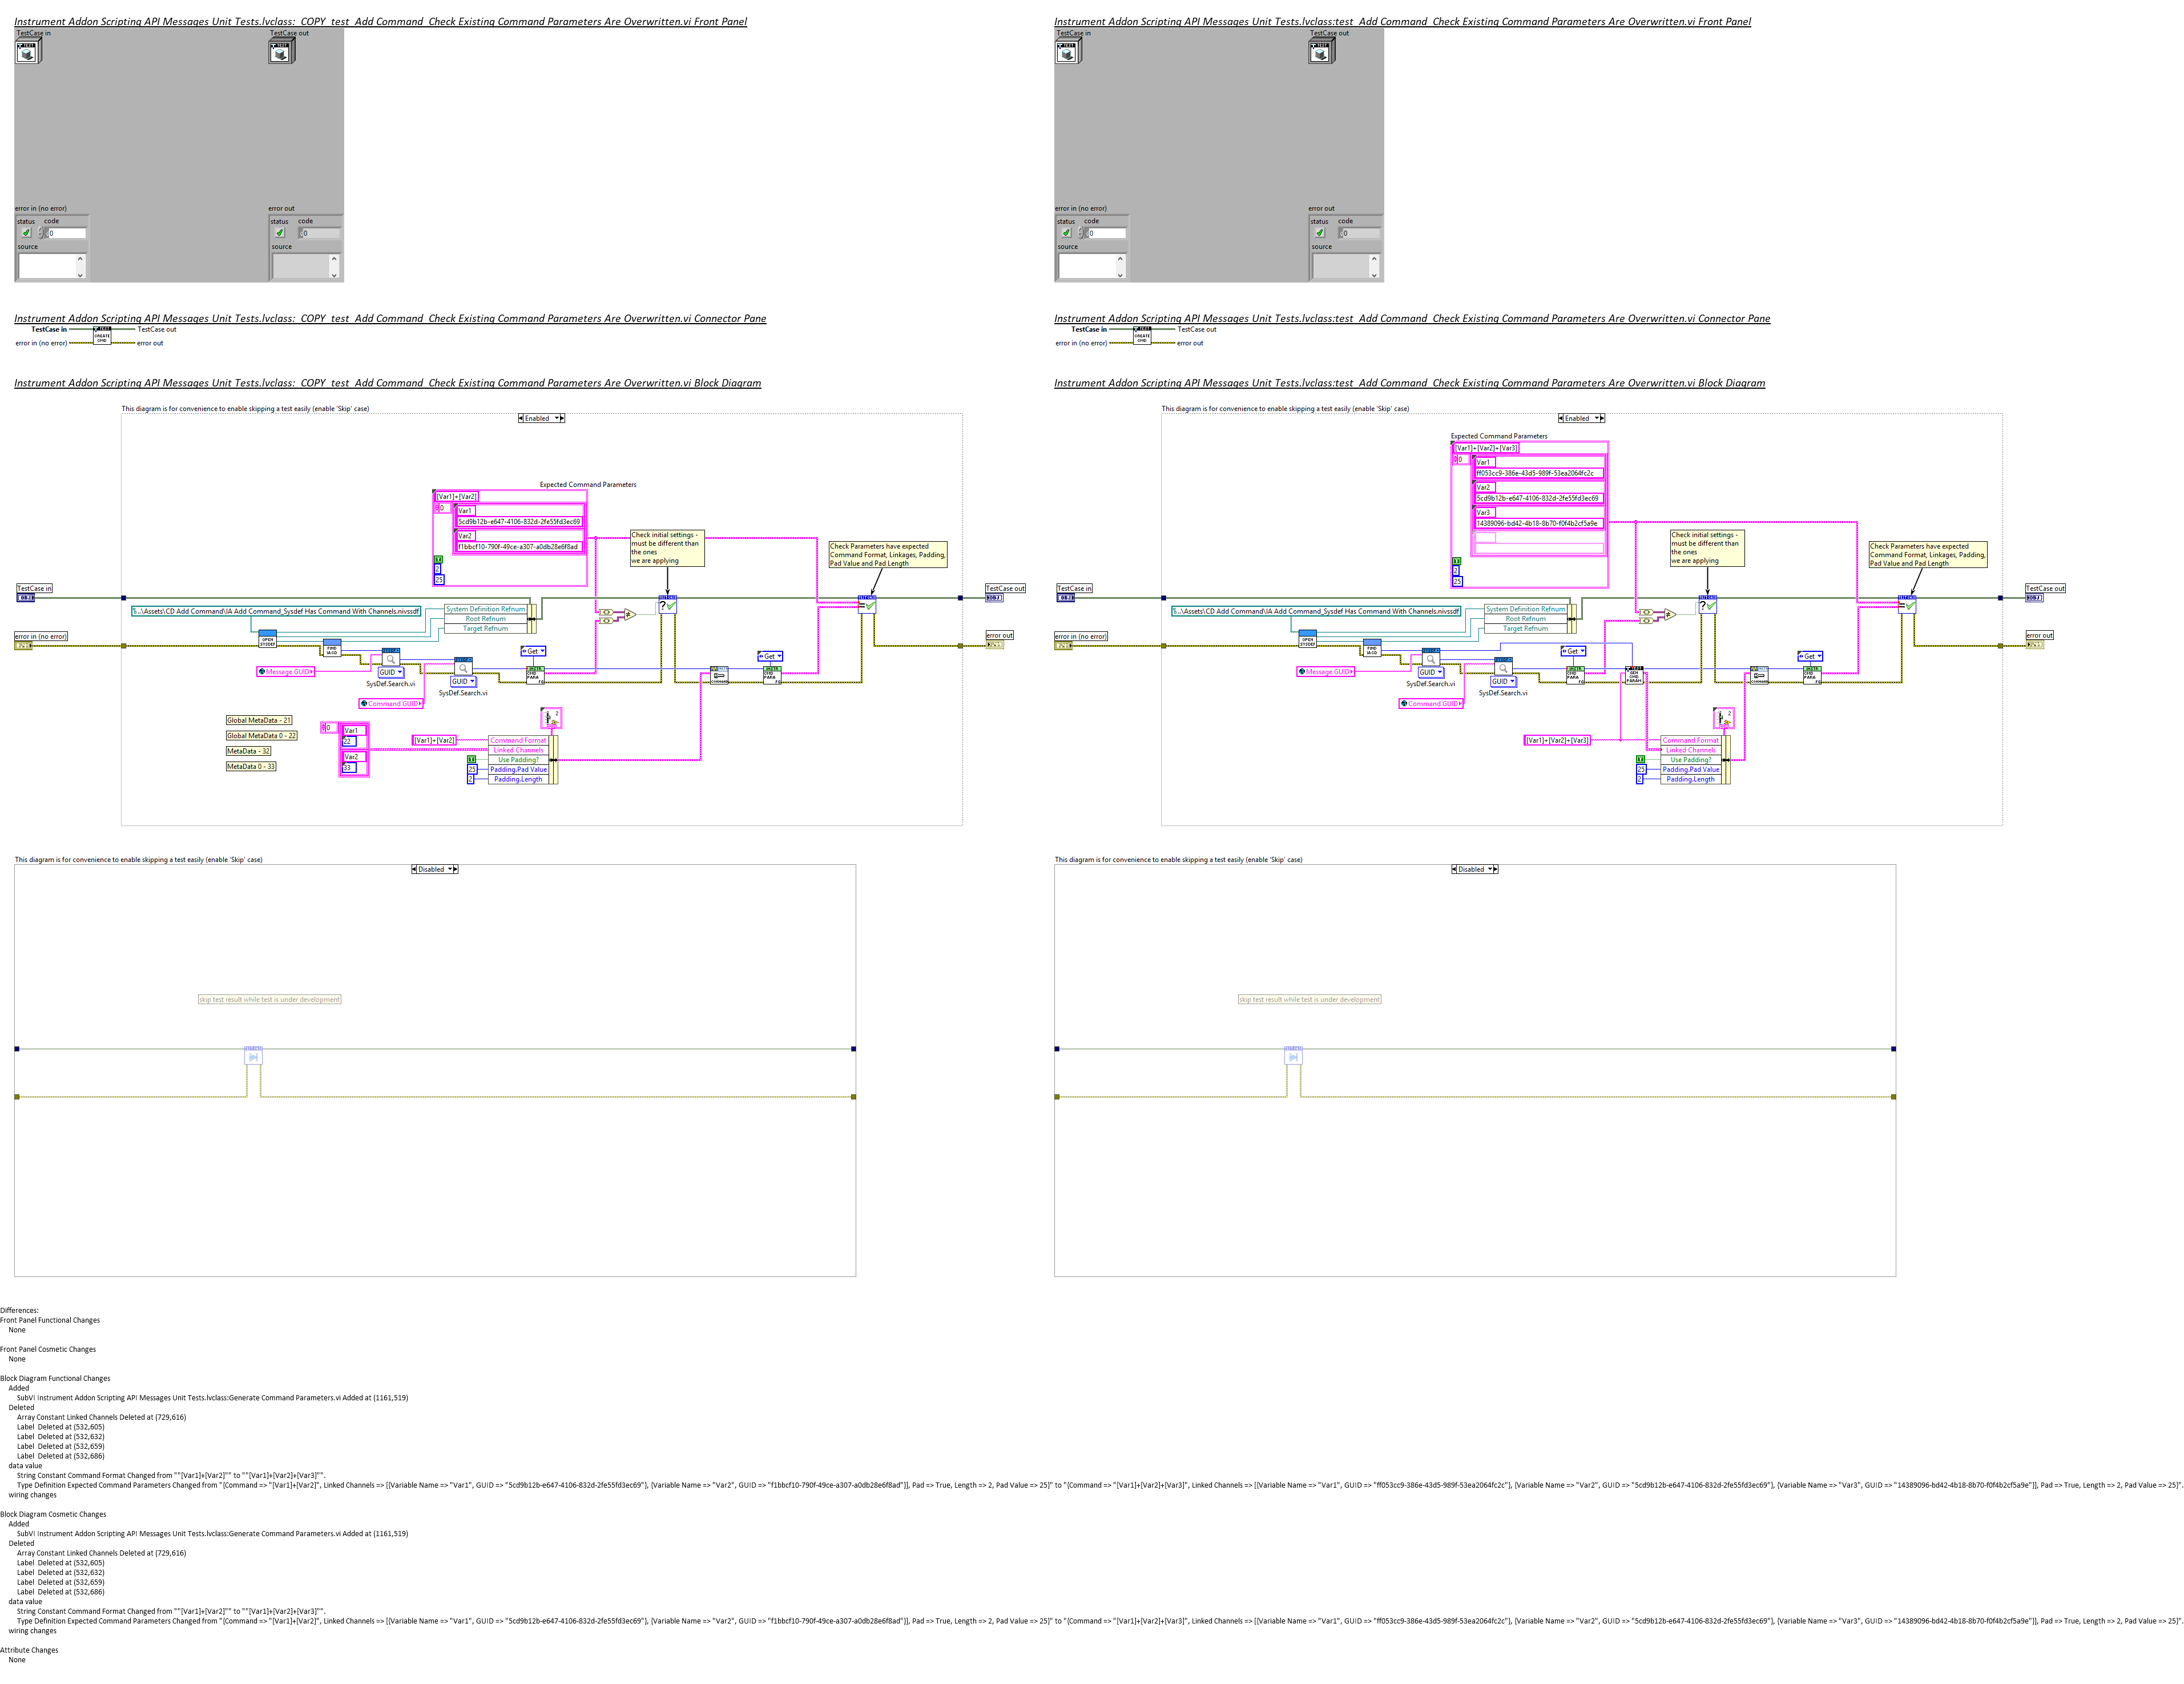 Instrument Addon Scripting API Messages Unit Tests.lvclass:_COPY_test_Add Command_Check Existing Command Parameters Are Overwritten.vi Front Panel
TestCase in
TestCase out
error in (no error)
error out
status code
0
source
status code
0
source
Instrument Addon Scripting API Messages Unit Tests.lvclass:_COPY_test_Add Command_Check Existing Command Parameters Are Overwritten.vi Connector Pane
TestCase in
TestCase out
error in (no error)
error out
Instrument Addon Scripting API Messages Unit Tests.lvclass:_COPY_test_Add Command_Check Existing Command Parameters Are Overwritten.vi Block Diagram
This diagram is for convenience to enable skipping a test easily (enable 'Skip' case)
Enabled
Expected Command Parameters
[Var1]+[Var2]
0
Var1
5cd9b12b-e647-4106-832d-2fe55fd3ec69
Var2
f1bbcf10-790f-49ce-a307-a0db28e6f8ad
2
25
Check initial settings -
must be different than
the ones
we are applying
Check Parameters have expected
Command Format, Linkages, Padding,
Pad Value and Pad Length
TestCase in
TestCase out
..\Assets\CD Add Command\IA Add Command_Sysdef Has Command With Channels.nivssdf
System Definition Refnum
Root Refnum
Target Refnum
error in (no error)
error out
OPEN
SYSDEF
FIND
IACD
Message GUID
GUID
SysDef.Search.vi
Command GUID
GUID
SysDef.Search.vi
Get
Get
Global MetaData - 21
Global MetaData 0 - 22
MetaData - 32
MetaData 0 - 33
0
Var1
22
Var2
33
[Var1]+[Var2]
Command Format
Linked Channels
Use Padding?
25
Padding.Pad Value
2
Padding.Length
This diagram is for convenience to enable skipping a test easily (enable 'Skip' case)
Disabled
skip test result while test is under development
Instrument Addon Scripting API Messages Unit Tests.lvclass:test_Add Command_Check Existing Command Parameters Are Overwritten.vi Front Panel
TestCase in
TestCase out
error in (no error)
error out
status code
0
source
status code
0
source
Instrument Addon Scripting API Messages Unit Tests.lvclass:test_Add Command_Check Existing Command Parameters Are Overwritten.vi Connector Pane
TestCase in
TestCase out
error in (no error)
error out
Instrument Addon Scripting API Messages Unit Tests.lvclass:test_Add Command_Check Existing Command Parameters Are Overwritten.vi Block Diagram
This diagram is for convenience to enable skipping a test easily (enable 'Skip' case)
Enabled
Expected Command Parameters
[Var1]+[Var2]+[Var3]
0
Var1
ff053cc9-386e-43d5-989f-53ea2064fc2c
Var2
5cd9b12b-e647-4106-832d-2fe55fd3ec69
Var3
14389096-bd42-4b18-8b70-f0f4b2cf5a9e
2
25
Check initial settings -
must be different than
the ones
we are applying
Check Parameters have expected
Command Format, Linkages, Padding,
Pad Value and Pad Length
TestCase in
TestCase out
..\Assets\CD Add Command\IA Add Command_Sysdef Has Command With Channels.nivssdf
System Definition Refnum
Root Refnum
Target Refnum
error in (no error)
error out
OPEN
SYSDEF
FIND
IACD
Message GUID
GUID
SysDef.Search.vi
Command GUID
GUID
SysDef.Search.vi
Get
Get
[Var1]+[Var2]+[Var3]
Command Format
Linked Channels
Use Padding?
25
Padding.Pad Value
2
Padding.Length
This diagram is for convenience to enable skipping a test easily (enable 'Skip' case)
Disabled
skip test result while test is under development
Differences:
Front Panel Functional Changes
None
Front Panel Cosmetic Changes
None
Block Diagram Functional Changes
Added
SubVI Instrument Addon Scripting API Messages Unit Tests.lvclass:Generate Command Parameters.vi Added at (1161,519)
Deleted
Array Constant Linked Channels Deleted at (729,616)
Label  Deleted at (532,605)
Label  Deleted at (532,632)
Label  Deleted at (532,659)
Label  Deleted at (532,686)
data value
String Constant Command Format Changed from ""[Var1]+[Var2]"" to ""[Var1]+[Var2]+[Var3]"".
Type Definition Expected Command Parameters Changed from "{Command => "[Var1]+[Var2]", Linked Channels => [{Variable Name => "Var1", GUID => "5cd9b12b-e647-4106-832d-2fe55fd3ec69"}, {Variable Name => "Var2", GUID => "f1bbcf10-790f-49ce-a307-a0db28e6f8ad"}], Pad => True, Length => 2, Pad Value => 25}" to "{Command => "[Var1]+[Var2]+[Var3]", Linked Channels => [{Variable Name => "Var1", GUID => "ff053cc9-386e-43d5-989f-53ea2064fc2c"}, {Variable Name => "Var2", GUID => "5cd9b12b-e647-4106-832d-2fe55fd3ec69"}, {Variable Name => "Var3", GUID => "14389096-bd42-4b18-8b70-f0f4b2cf5a9e"}], Pad => True, Length => 2, Pad Value => 25}".
wiring changes
Block Diagram Cosmetic Changes
Added
SubVI Instrument Addon Scripting API Messages Unit Tests.lvclass:Generate Command Parameters.vi Added at (1161,519)
Deleted
Array Constant Linked Channels Deleted at (729,616)
Label  Deleted at (532,605)
Label  Deleted at (532,632)
Label  Deleted at (532,659)
Label  Deleted at (532,686)
data value
String Constant Command Format Changed from ""[Var1]+[Var2]"" to ""[Var1]+[Var2]+[Var3]"".
Type Definition Expected Command Parameters Changed from "{Command => "[Var1]+[Var2]", Linked Channels => [{Variable Name => "Var1", GUID => "5cd9b12b-e647-4106-832d-2fe55fd3ec69"}, {Variable Name => "Var2", GUID => "f1bbcf10-790f-49ce-a307-a0db28e6f8ad"}], Pad => True, Length => 2, Pad Value => 25}" to "{Command => "[Var1]+[Var2]+[Var3]", Linked Channels => [{Variable Name => "Var1", GUID => "ff053cc9-386e-43d5-989f-53ea2064fc2c"}, {Variable Name => "Var2", GUID => "5cd9b12b-e647-4106-832d-2fe55fd3ec69"}, {Variable Name => "Var3", GUID => "14389096-bd42-4b18-8b70-f0f4b2cf5a9e"}], Pad => True, Length => 2, Pad Value => 25}".
wiring changes
Attribute Changes
None